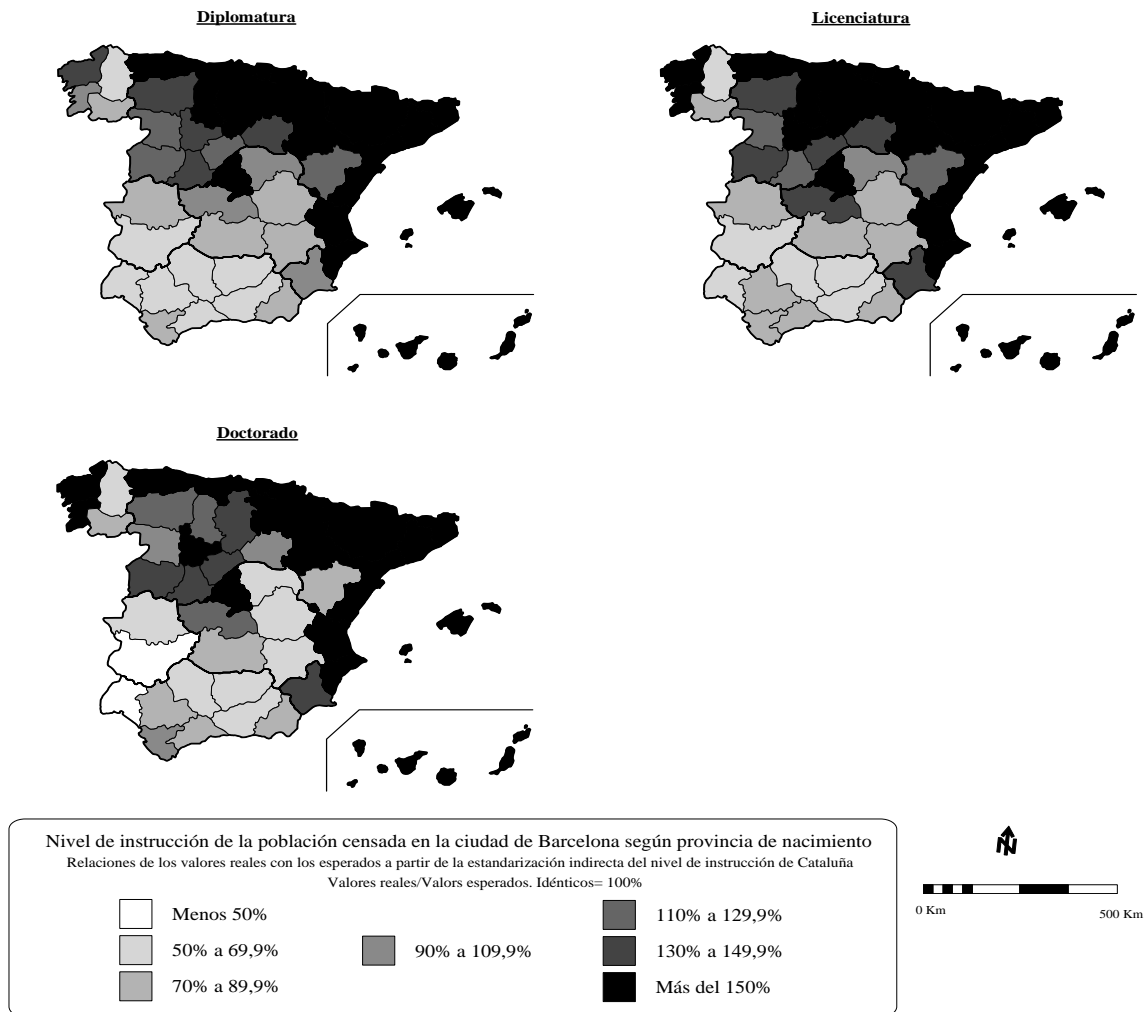 Diplomatura
Licenciatura
Doctorado
Nivel de instrucción de la población censada en la ciudad de Barcelona según provincia de nacimiento
Relaciones de los valores reales con los esperados a partir de la estandarización indirecta del nivel de instrucción de Cataluña
Valores reales/Valors esperados. Idénticos= 100%
Menos 50%
50% a 69,9%
70% a 89,9%
90% a 109,9%
110% a 129,9%
130% a 149,9%
Más del 150%
N
0 Km
500 Km